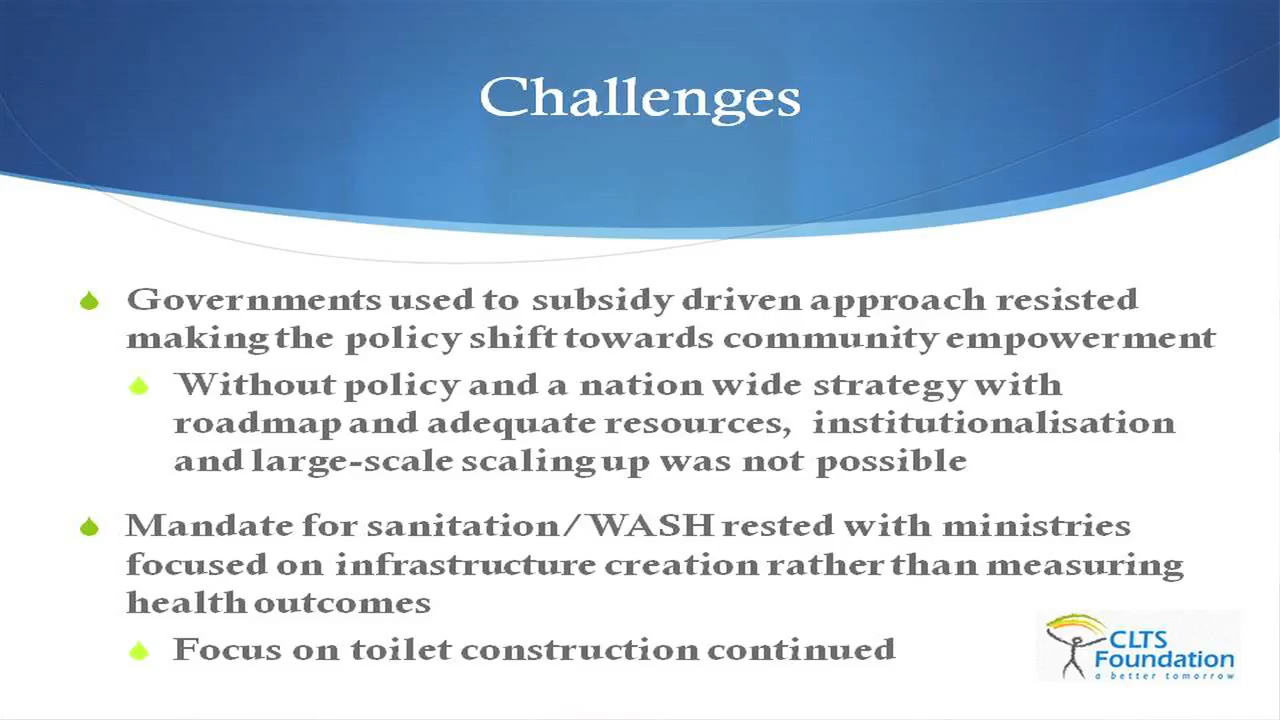 Challenges
Governments used to subsidy driven approach resisted
making the policy shift towards community empowerment
Without policy and a nation wide strategy with
roadmap and adequate resources, institutionalisation
and large-scale scaling up was not possible
Mandate for sanitation/WASH rested with ministries
focused on infrastructure creation rather than measuring
health outcomes
Focus on toilet construction continued
CLTS
Foundation
a better tomorrow